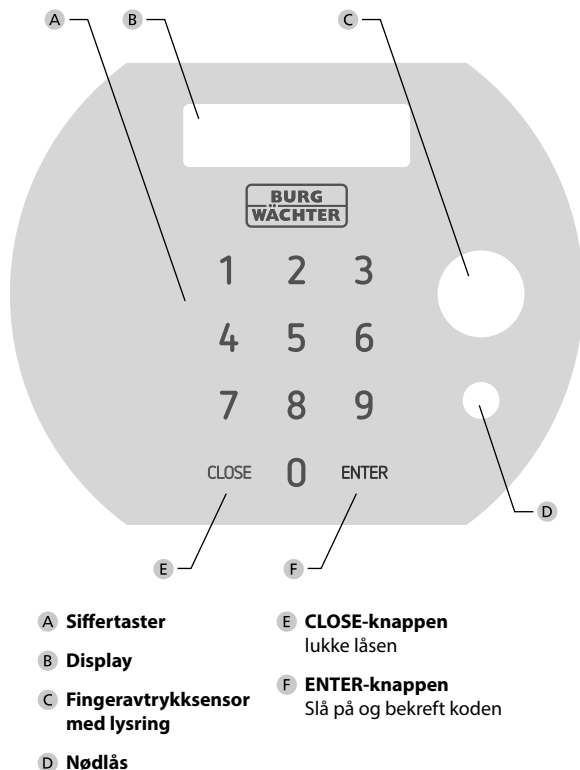 A B C
BURG
WÄCHTER
1 2 3
4 5 6
7 8 9
CLOSE 0 ENTER
D
E F
A Siffertaster
B Display
C Fingeravtrykksensor
med lysring
D Nødlås
E CLOSE-knappen
lukke låsen
F ENTER-knappen
Slå på og bekreft koden